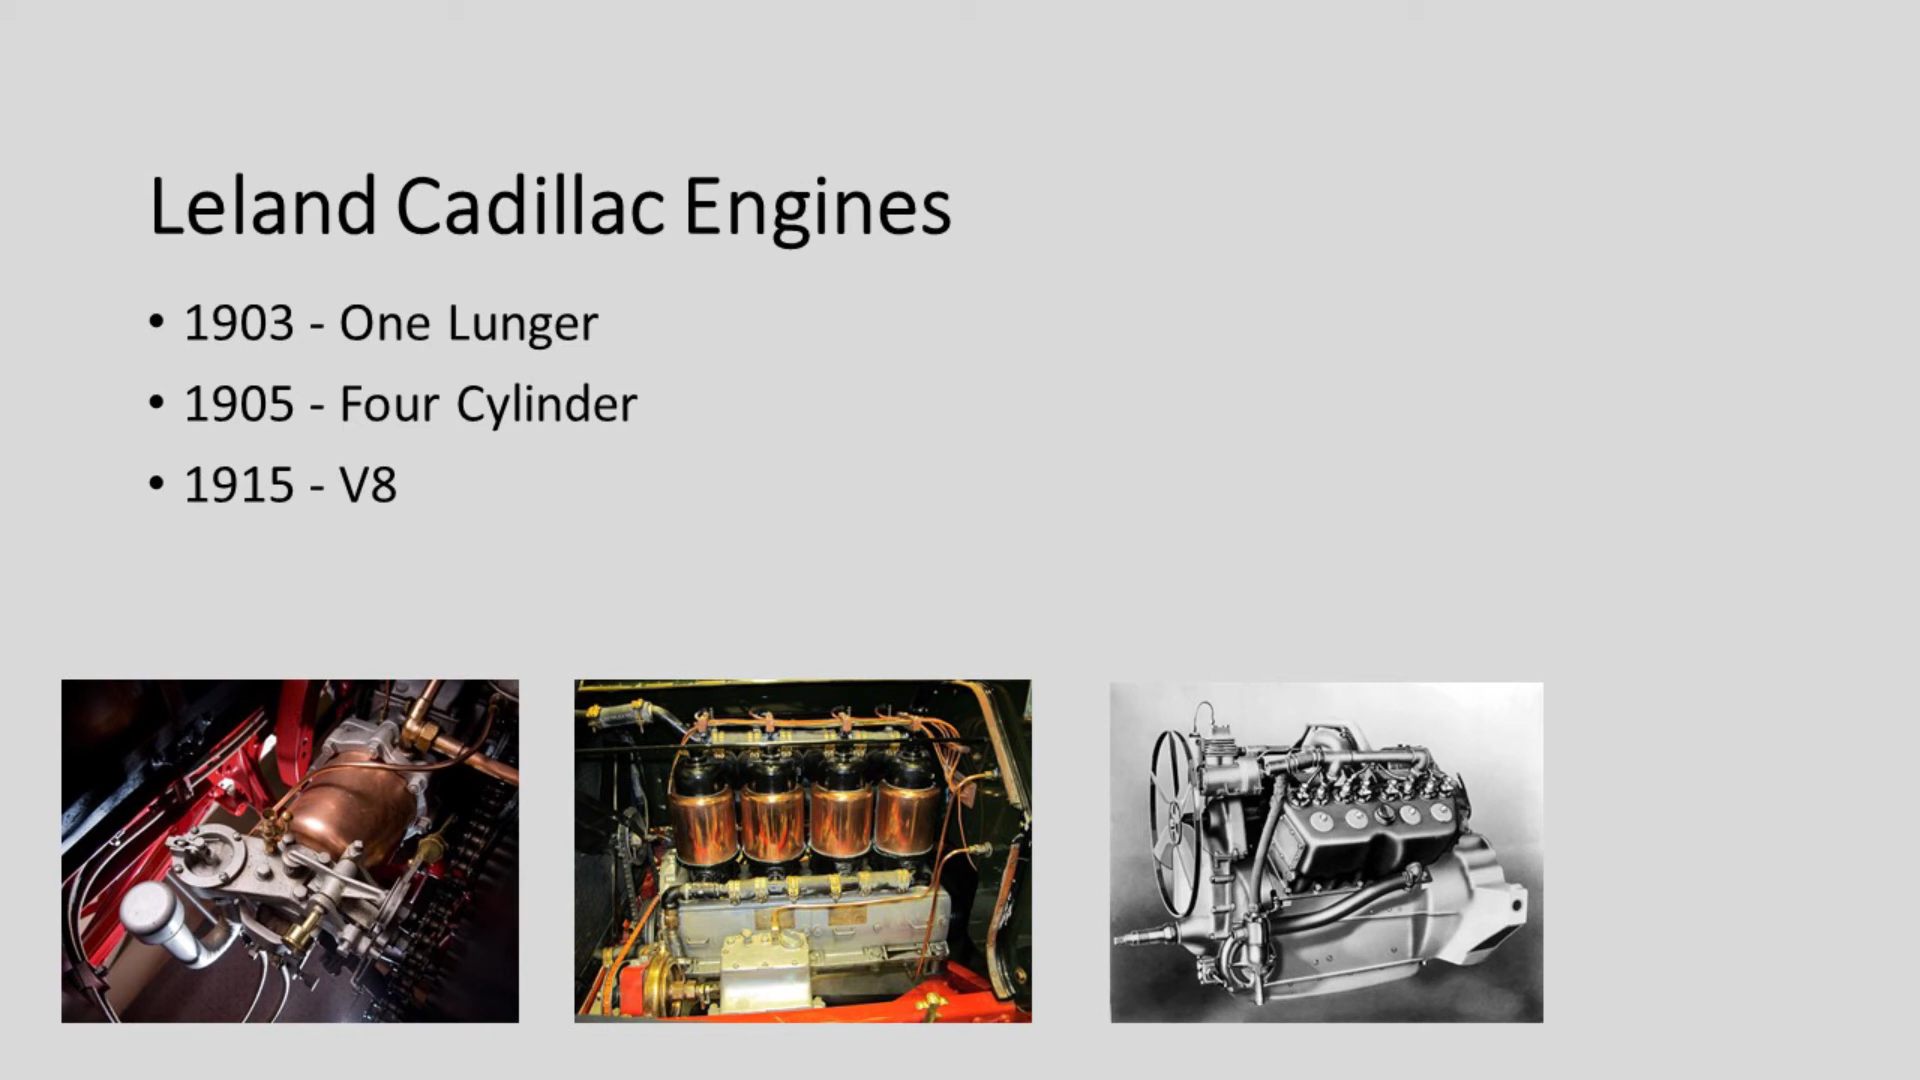 Leland Cadillac Engines
• 1903 - One Lunger
• 1905 - Four Cylinder
• 1915 - V8